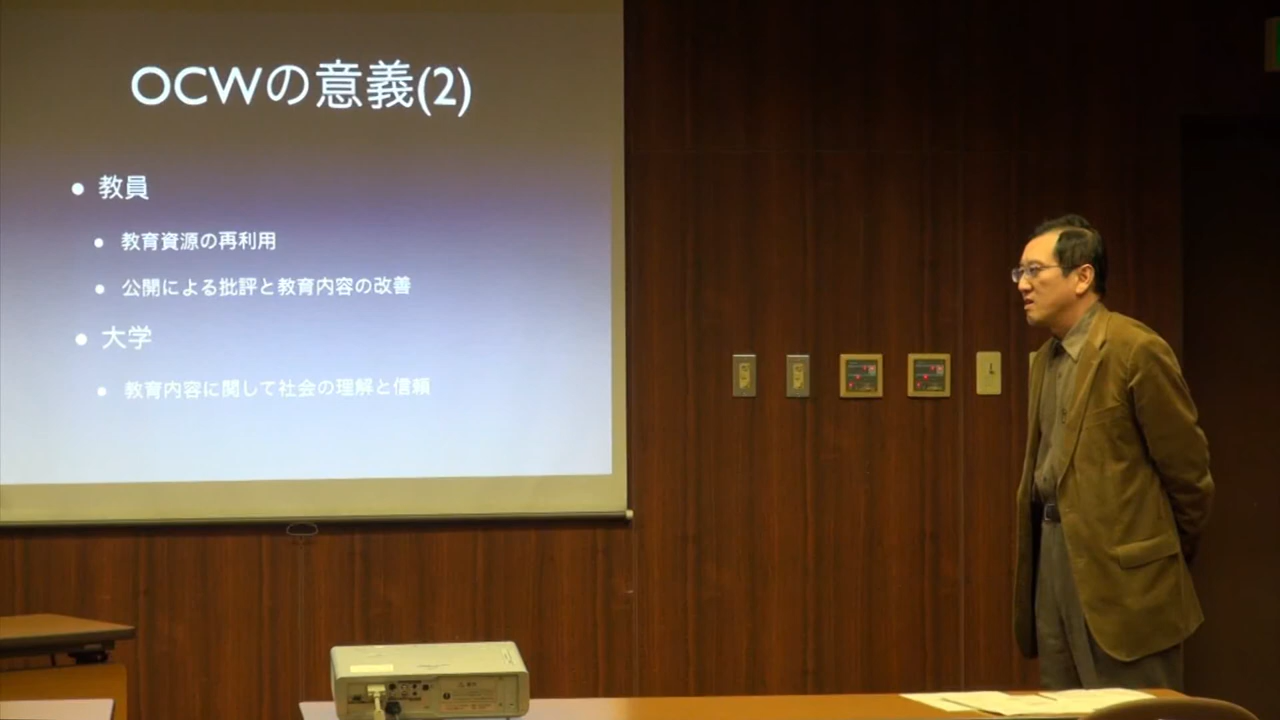 OCWの意義(2)
● 教員
● 教育資源の再利用
● 公開による批評と教育内容の改善
● 大学
● 教育内容に関して社会の理解と信頼